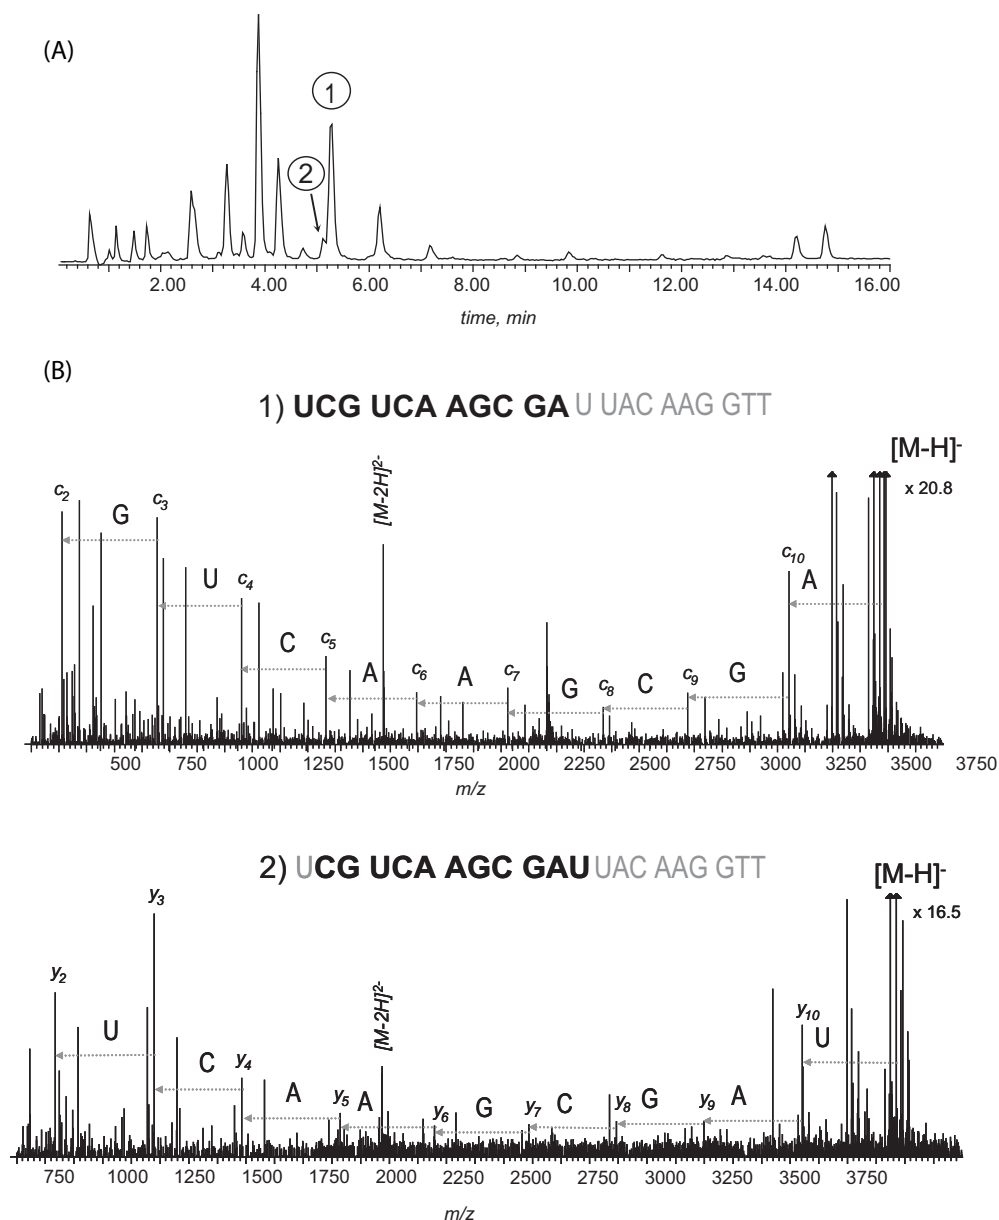 (A)
1
2
2.00 4.00 6.00 8.00 10.00 12.00 14.00 16.00
time, min
(B)
1) UCG UCA AGC GA U UAC AAG GTT
[M-H]-
x 20.8
[M-2H]2-
c2 G c3 U c4 C c5 A c6 A c7 G c8 C c9 G c10 A
500 750 1000 1250 1500 1750 2000 2250 2500 2750 3000 3250 3500 3750
m/z
2) UCG UCA AGC GAU UAC AAG GTT
[M-H]-
x 16.5
[M-2H]2-
y2 U y3 C y4 A y5 A y6 G y7 C y8 G y9 A y10 U
750 1000 1250 1500 1750 2000 2250 2500 2750 3000 3250 3500 3750
m/z